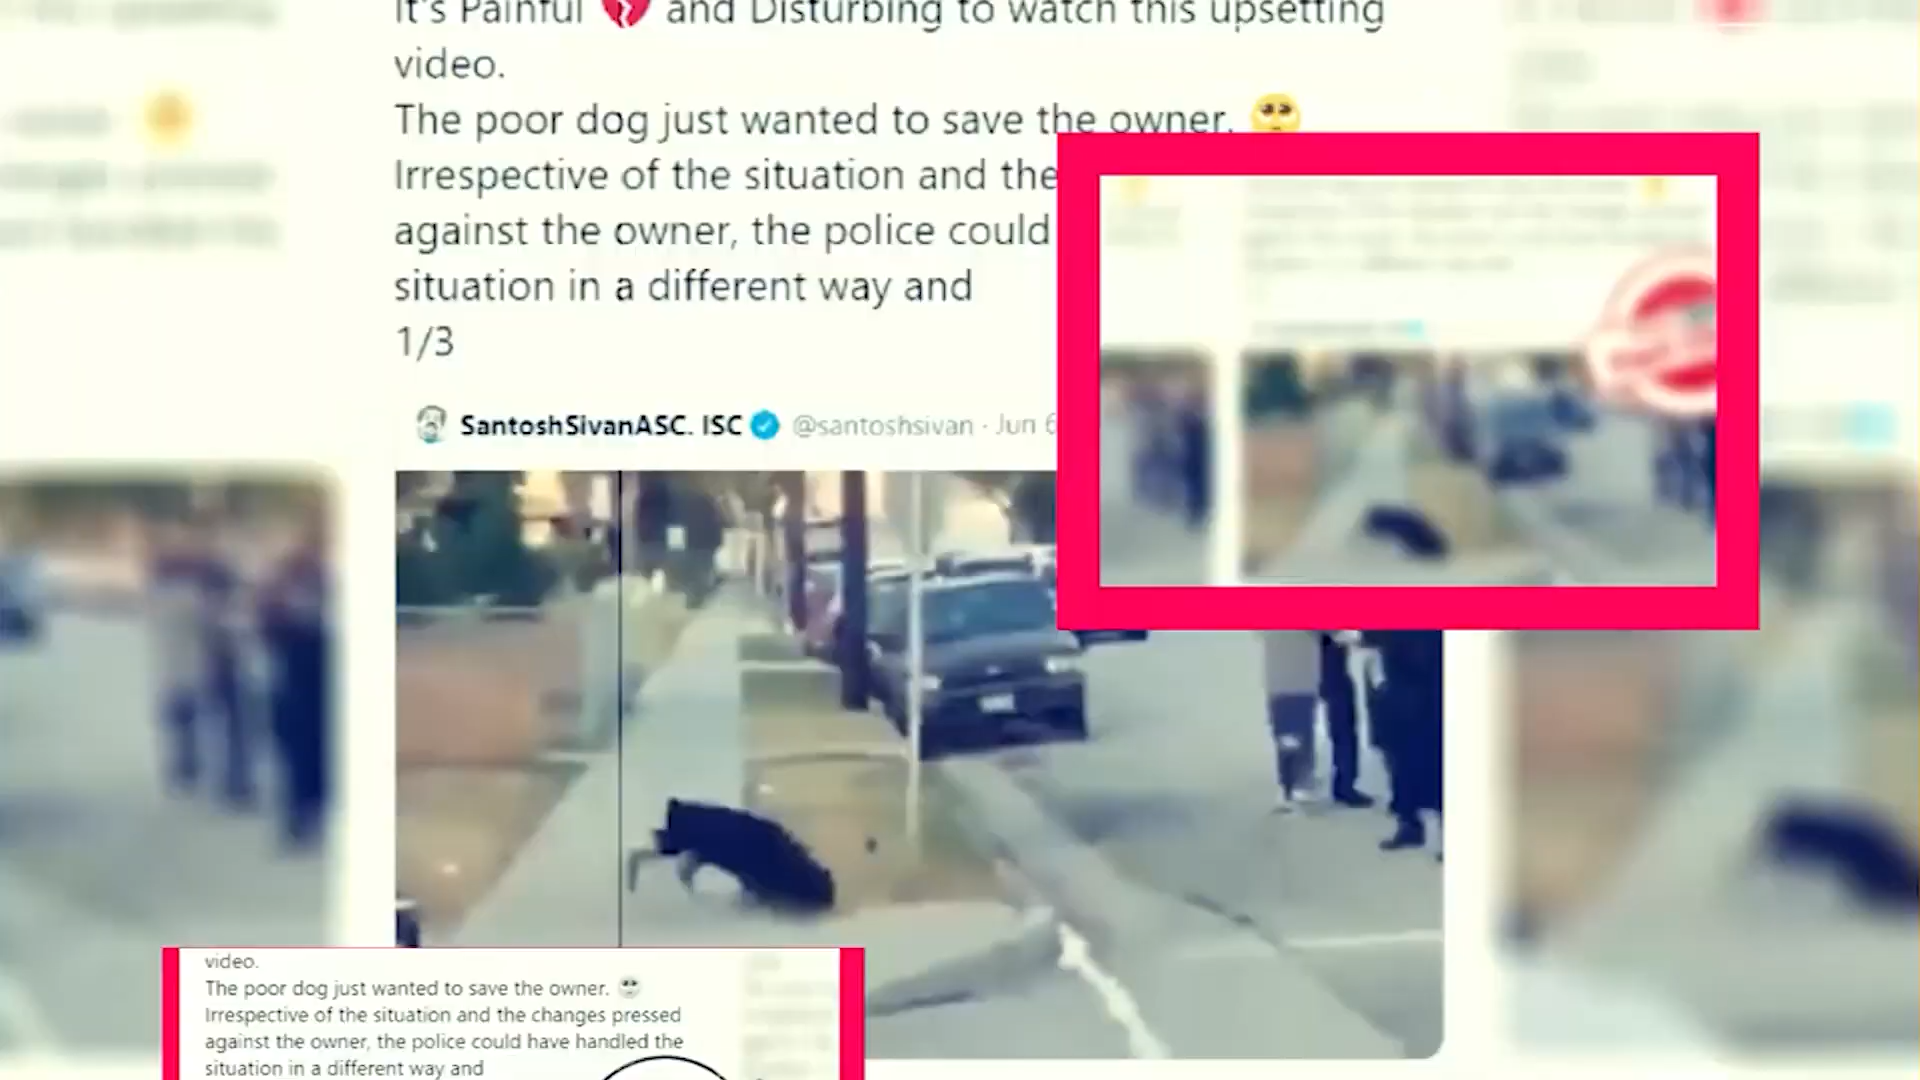 It's Painful 💔 and Disturbing to watch this upsetting
video.
The poor dog just wanted to save the owner. 🥺
Irrespective of the situation and the
against the owner, the police could
situation in a different way and
1/3
SantoshSivanASC. ISC @santoshsivan · Jun 6
video.
The poor dog just wanted to save the owner. 🥺
Irrespective of the situation and the changes pressed
against the owner, the police could have handled the
situation in a different way and